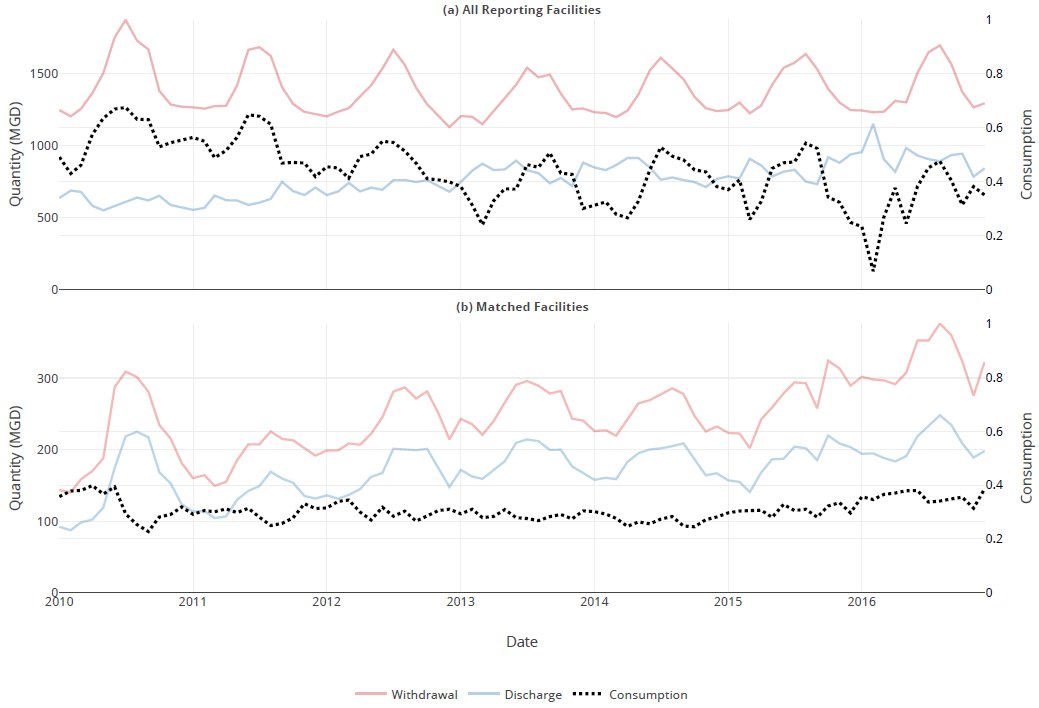 (a) All Reporting Facilities
1500
1000
500
0
Quantity (MGD)
1
0.8
0.6
0.4
0.2
0
Consumption
(b) Matched Facilities
300
200
100
0
Quantity (MGD)
1
0.8
0.6
0.4
0.2
0
Consumption
2010 2011 2012 2013 2014 2015 2016
Date
Withdrawal Discharge Consumption